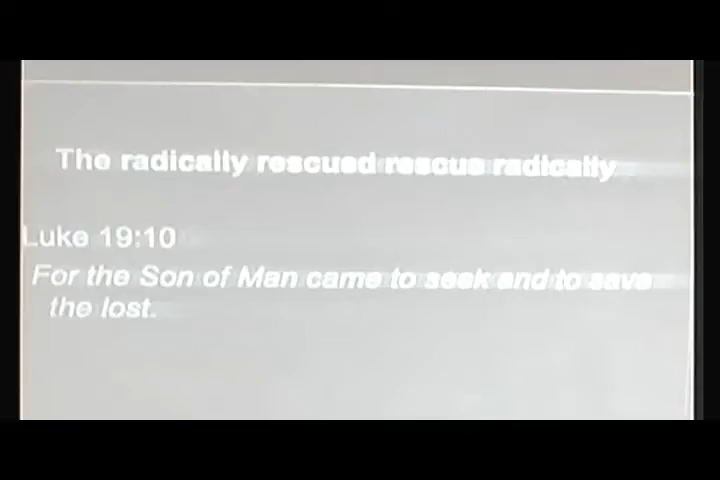 The radically rescued rescue radically
Luke 19:10
For the Son of Man came to seek and to save
the lost.